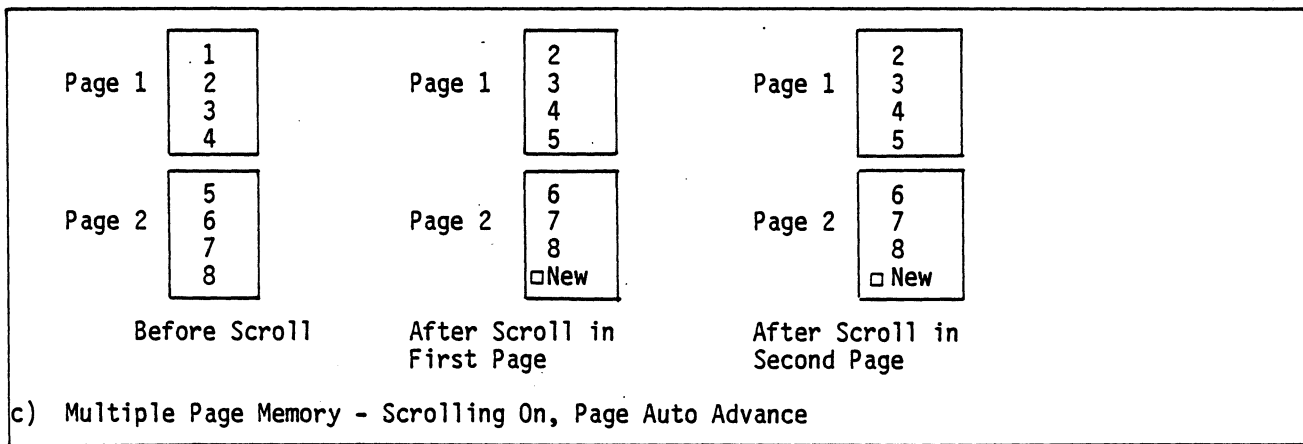 1 2 2
Page 1 2 Page 1 3 Page 1 3
3 4 4
4 5 5
5 6 6
Page 2 6 Page 2 7 Page 2 7
7 8 8
8 □New □ New
Before Scroll After Scroll in After Scroll in
First Page Second Page
c) Multiple Page Memory - Scrolling On, Page Auto Advance